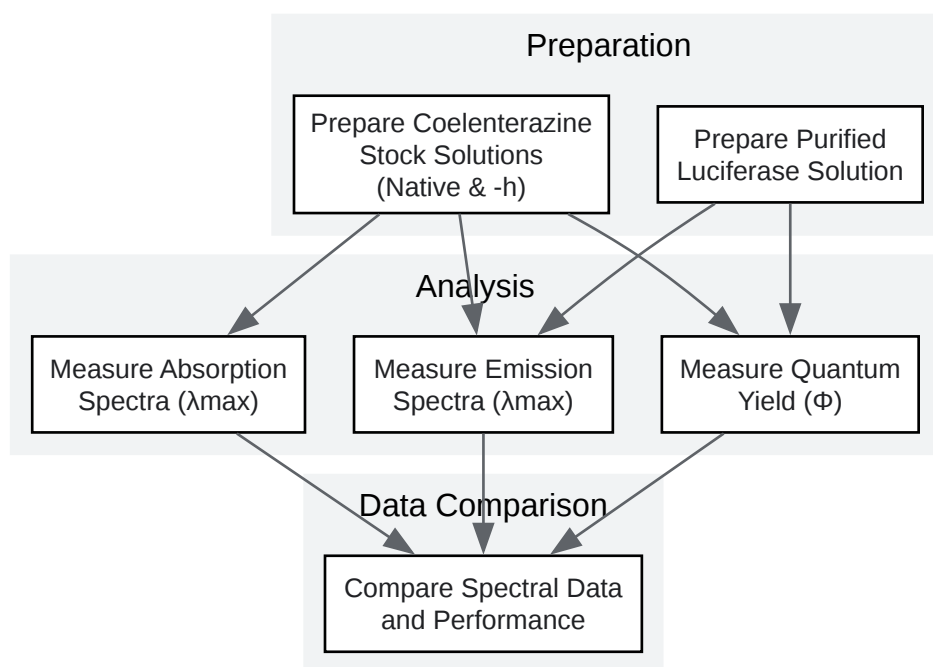 Preparation
Prepare Coelenterazine
Stock Solutions
(Native & -h)
Prepare Purified
Luciferase Solution
Analysis
Measure Absorption
Spectra (λmax)
Measure Emission
Spectra (λmax)
Measure Quantum
Yield (Φ)
Data Comparison
Compare Spectral Data
and Performance